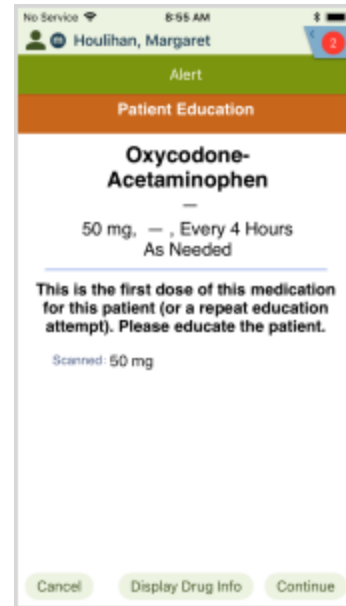 No Service 8:55 AM
Houlihan, Margaret
2
Alert
Patient Education
Oxycodone-
Acetaminophen
—
50 mg, — , Every 4 Hours
As Needed
This is the first dose of this medication
for this patient (or a repeat education
attempt). Please educate the patient.
Scanned: 50 mg
Cancel Display Drug Info Continue